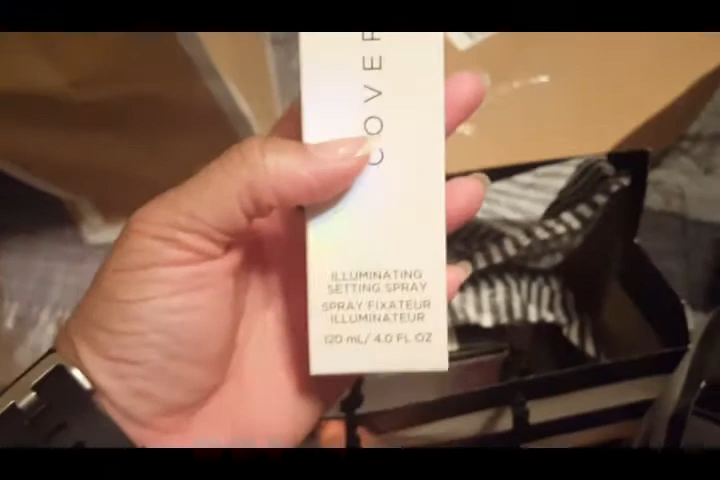 COVER
ILLUMINATING
SETTING SPRAY
SPRAY FIXATEUR
ILLUMINATEUR
120 mL/ 4.0 FL OZ